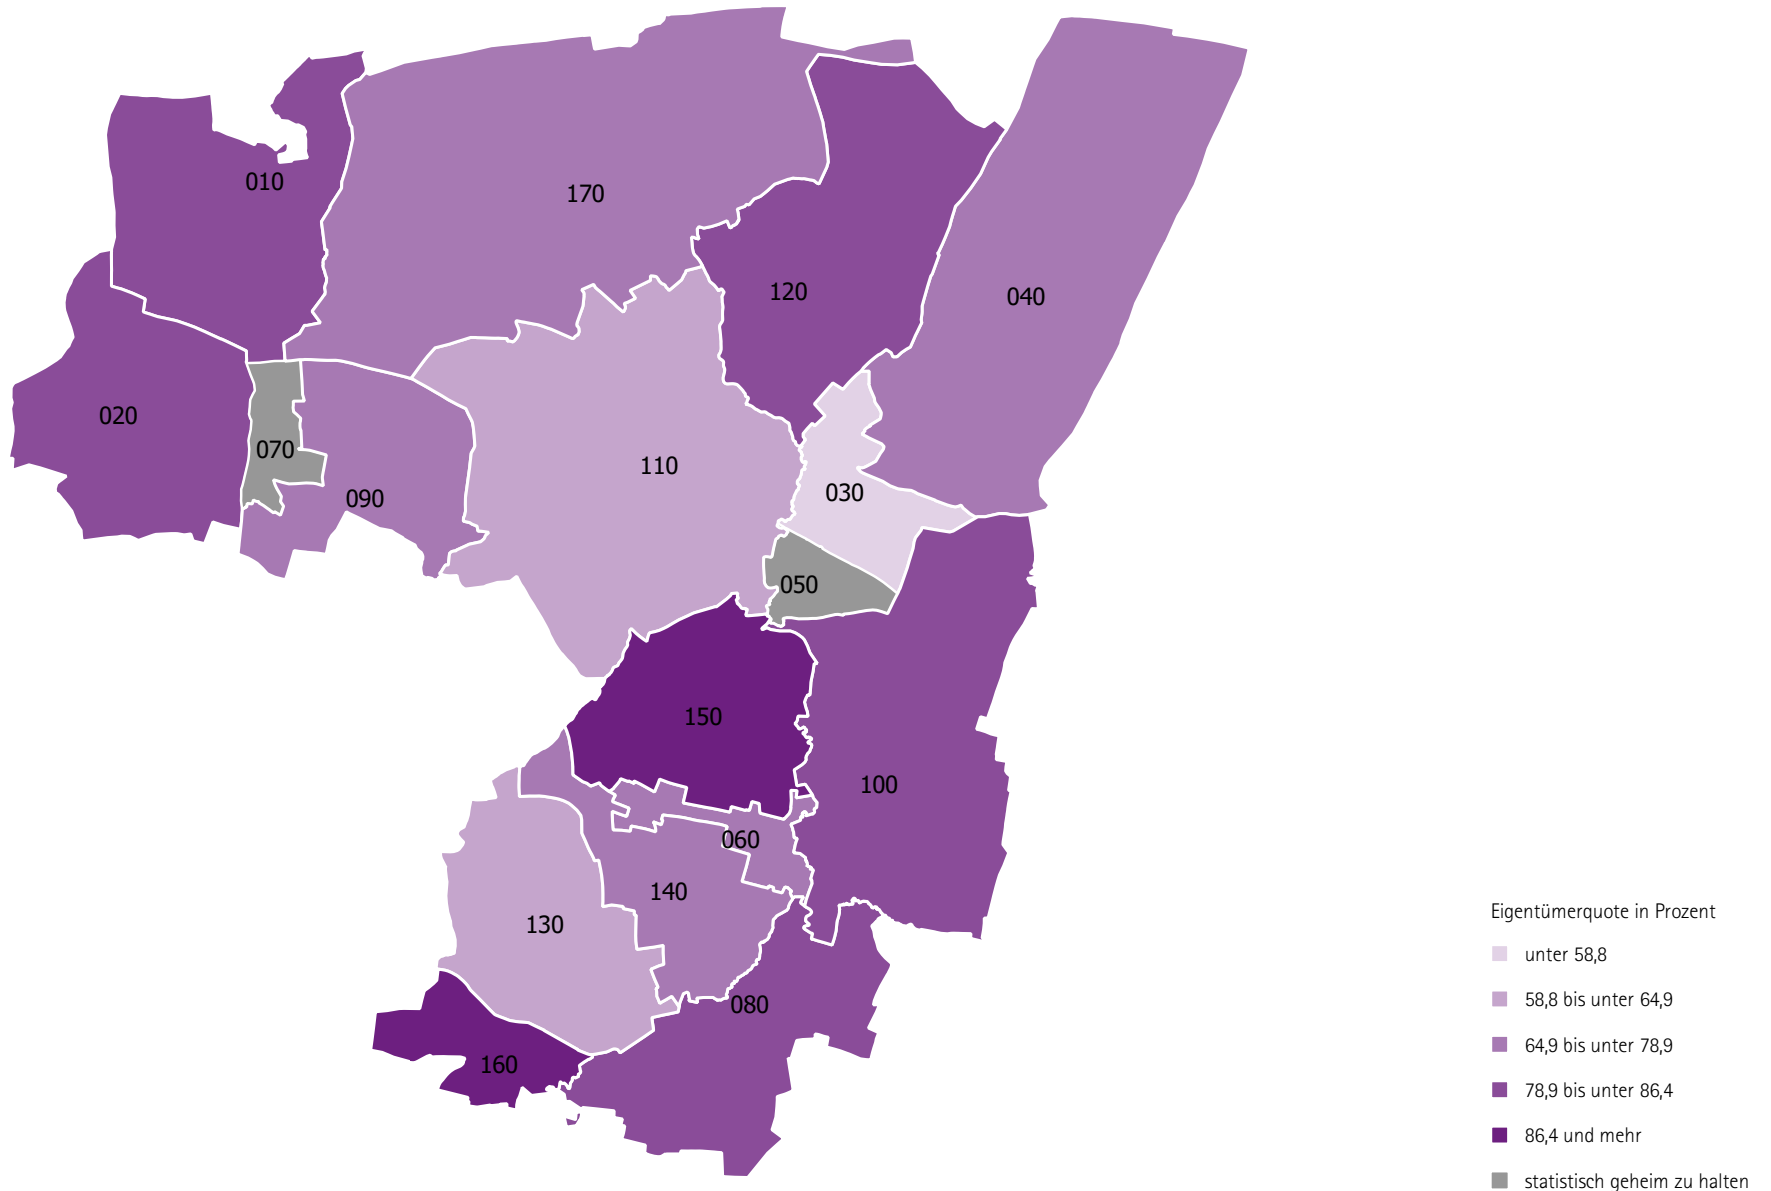 010
170
120
040
020
070
090
110
030
050
150
100
060
140
130
080
160
Eigentümerquote in Prozent
unter 58,8
58,8 bis unter 64,9
64,9 bis unter 78,9
78,9 bis unter 86,4
86,4 und mehr
statistisch geheim zu halten